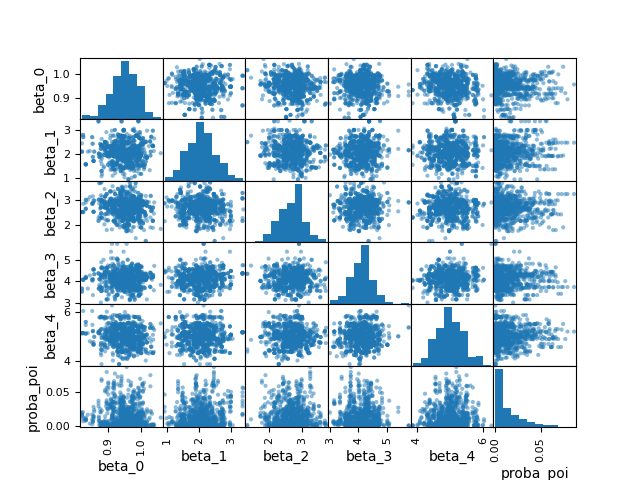 beta_0
1.0
0.9
beta_1
3
2
1
beta_2
3
2
beta_3
5
4
3
beta_4
6
4
proba_poi
0.05
0.00
0.9 1.0 1 2 3 2 3 3 4 5 4 6 0.00 0.05
beta_0 beta_1 beta_2 beta_3 beta_4 proba_poi